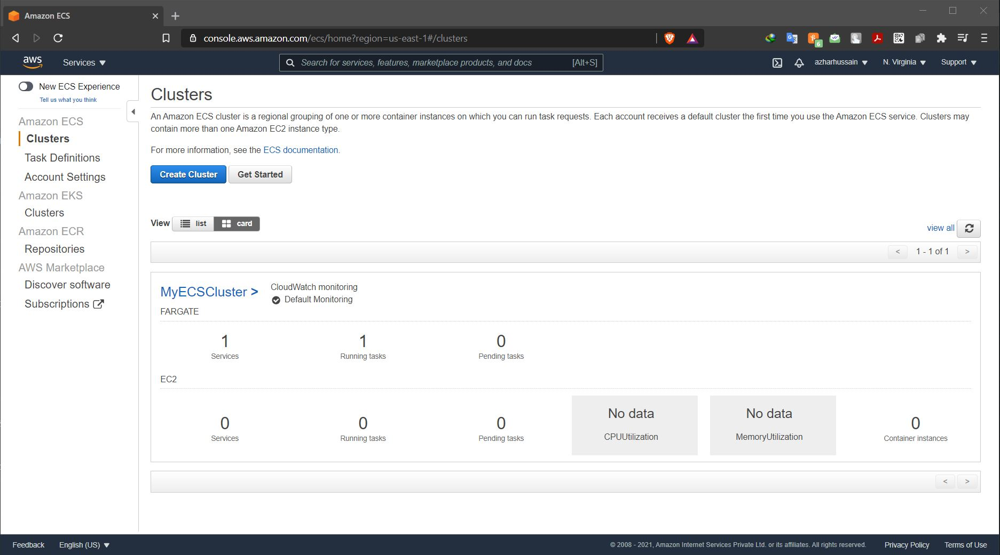 Amazon ECS
console.aws.amazon.com/ecs/home?region=us-east-1#/clusters
6
aws
Services
Search for services, features, marketplace products, and docs [Alt+S]
azharhussain
N. Virginia
Support
New ECS Experience
Tell us what you think
Amazon ECS
Clusters
Task Definitions
Account Settings
Amazon EKS
Clusters
Amazon ECR
Repositories
AWS Marketplace
Discover software
Subscriptions
Clusters
An Amazon ECS cluster is a regional grouping of one or more container instances on which you can run task requests. Each account receives a default cluster the first time you use the Amazon ECS service. Clusters may
contain more than one Amazon EC2 instance type.
For more information, see the ECS documentation.
Create Cluster
Get Started
View
list
card
view all
< 1 - 1 of 1 >
MyECSCluster >
CloudWatch monitoring
Default Monitoring
FARGATE
1 1 0
Services Running tasks Pending tasks
EC2
No data No data
0 0 0 0
CPUUtilization MemoryUtilization
Services Running tasks Pending tasks Container instances
< >
Feedback
English (US)
© 2008 - 2021, Amazon Internet Services Private Ltd. or its affiliates. All rights reserved.
Privacy Policy
Terms of Use